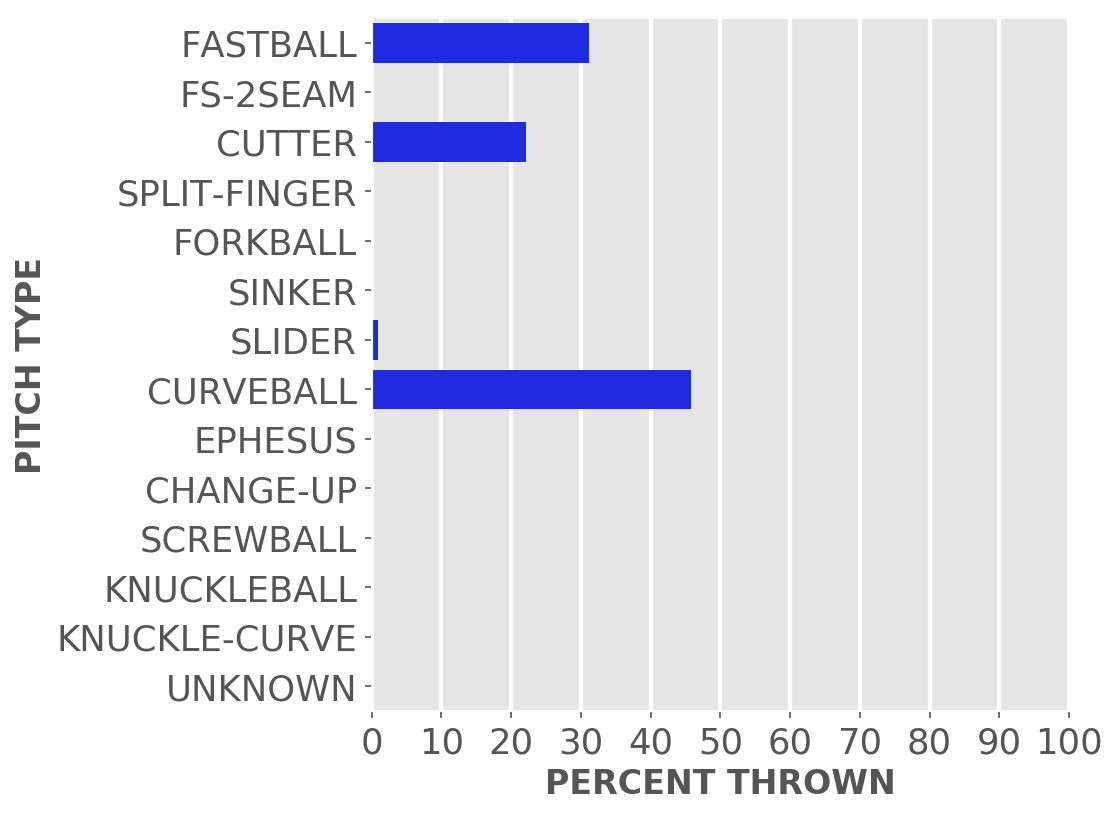 FASTBALL
FS-2SEAM
CUTTER
SPLIT-FINGER
FORKBALL
SINKER
SLIDER
CURVEBALL
EPHESUS
CHANGE-UP
SCREWBALL
KNUCKLEBALL
KNUCKLE-CURVE
UNKNOWN
PITCH TYPE
0 10 20 30 40 50 60 70 80 90 100
PERCENT THROWN